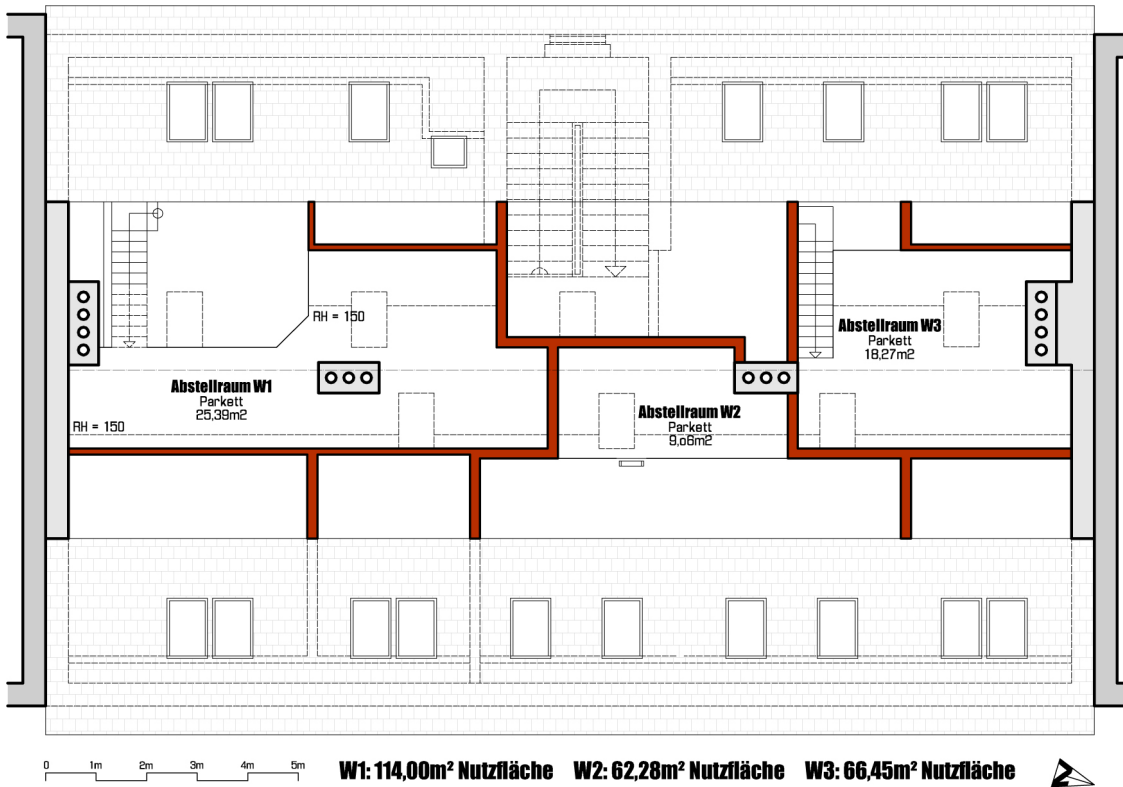 RH = 150
Abstellraum W3
Parkett
18,27m2
Abstellraum W1
Parkett
25,39m2
Abstellraum W2
Parkett
9,08m2
RH = 150
0 1m 2m 3m 4m 5m
W1: 114,00m² Nutzfläche W2: 62,28m² Nutzfläche W3: 66,45m² Nutzfläche
Z